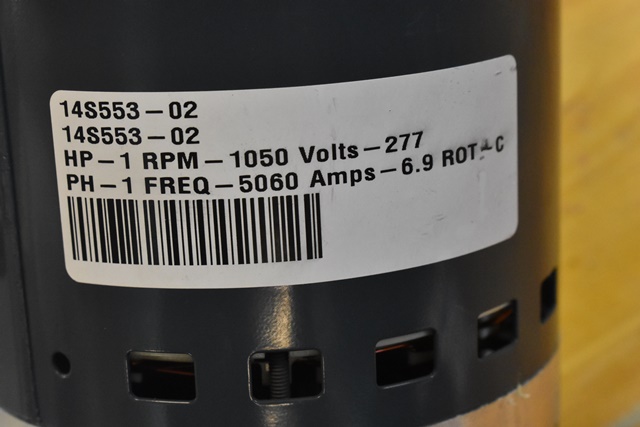 14S553-02
14S553-02
HP-1 RPM-1050 Volts-277
PH-1 FREQ-5060 Amps-6.9 ROT-C